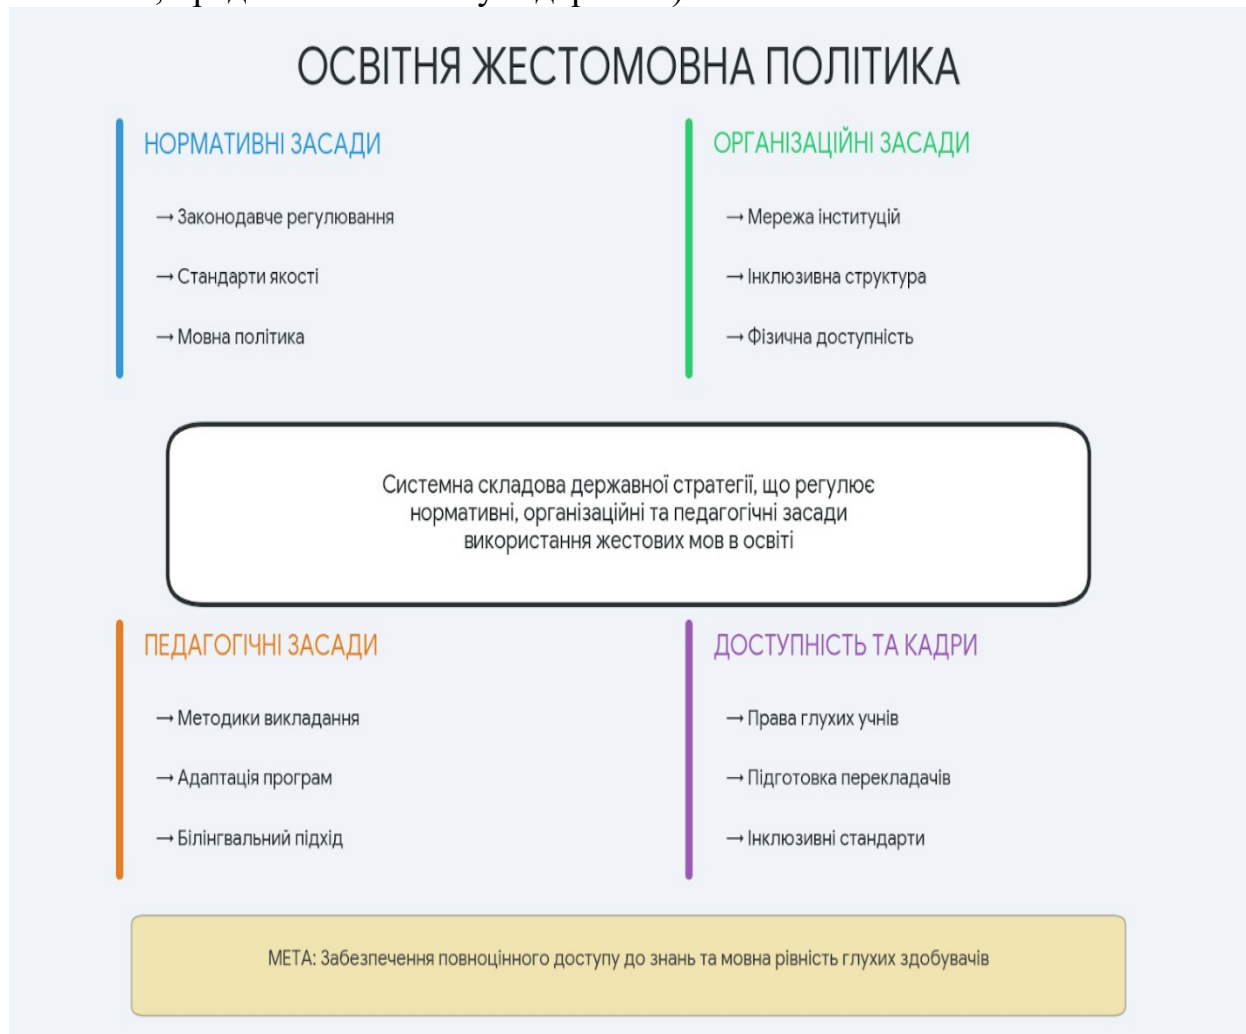 ОСВІТНЯ ЖЕСТОМОВНА ПОЛІТИКА
НОРМАТИВНІ ЗАСАДИ
→ Законодавче регулювання
→ Стандарти якості
→ Мовна політика
ОРГАНІЗАЦІЙНІ ЗАСАДИ
→ Мережа інституцій
→ Інклюзивна структура
→ Фізична доступність
Системна складова державної стратегії, що регулює
нормативні, організаційні та педагогічні засади
використання жестових мов в освіті
ПЕДАГОГІЧНІ ЗАСАДИ
→ Методики викладання
→ Адаптація програм
→ Білінгвальний підхід
ДОСТУПНІСТЬ ТА КАДРИ
→ Права глухих учнів
→ Підготовка перекладачів
→ Інклюзивні стандарти
МЕТА: Забезпечення повноцінного доступу до знань та мовна рівність глухих здобувачів